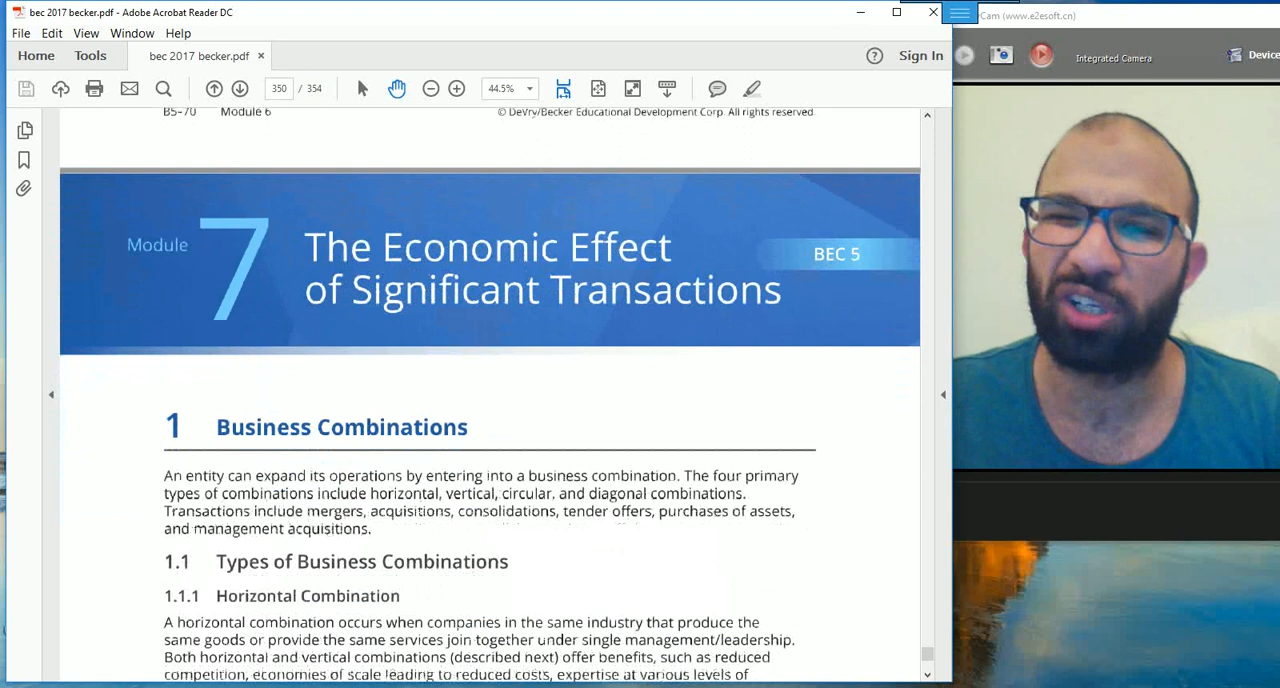 bec 2017 becker.pdf - Adobe Acrobat Reader DC
Cam (www.e2esoft.cn)
File Edit View Window Help
Home Tools bec 2017 becker.pdf × Sign In
Integrated Camera
Device
350 / 354 44.5%
B5-70 Module 6 © DeVry/Becker Educational Development Corp. All rights reserved.
Module 7 The Economic Effect
of Significant Transactions
BEC 5
1 Business Combinations
An entity can expand its operations by entering into a business combination. The four primary
types of combinations include horizontal, vertical, circular, and diagonal combinations.
Transactions include mergers, acquisitions, consolidations, tender offers, purchases of assets,
and management acquisitions.
1.1 Types of Business Combinations
1.1.1 Horizontal Combination
A horizontal combination occurs when companies in the same industry that produce the
same goods or provide the same services join together under single management/leadership.
Both horizontal and vertical combinations (described next) offer benefits, such as reduced
competition, economies of scale leading to reduced costs, expertise at various levels of